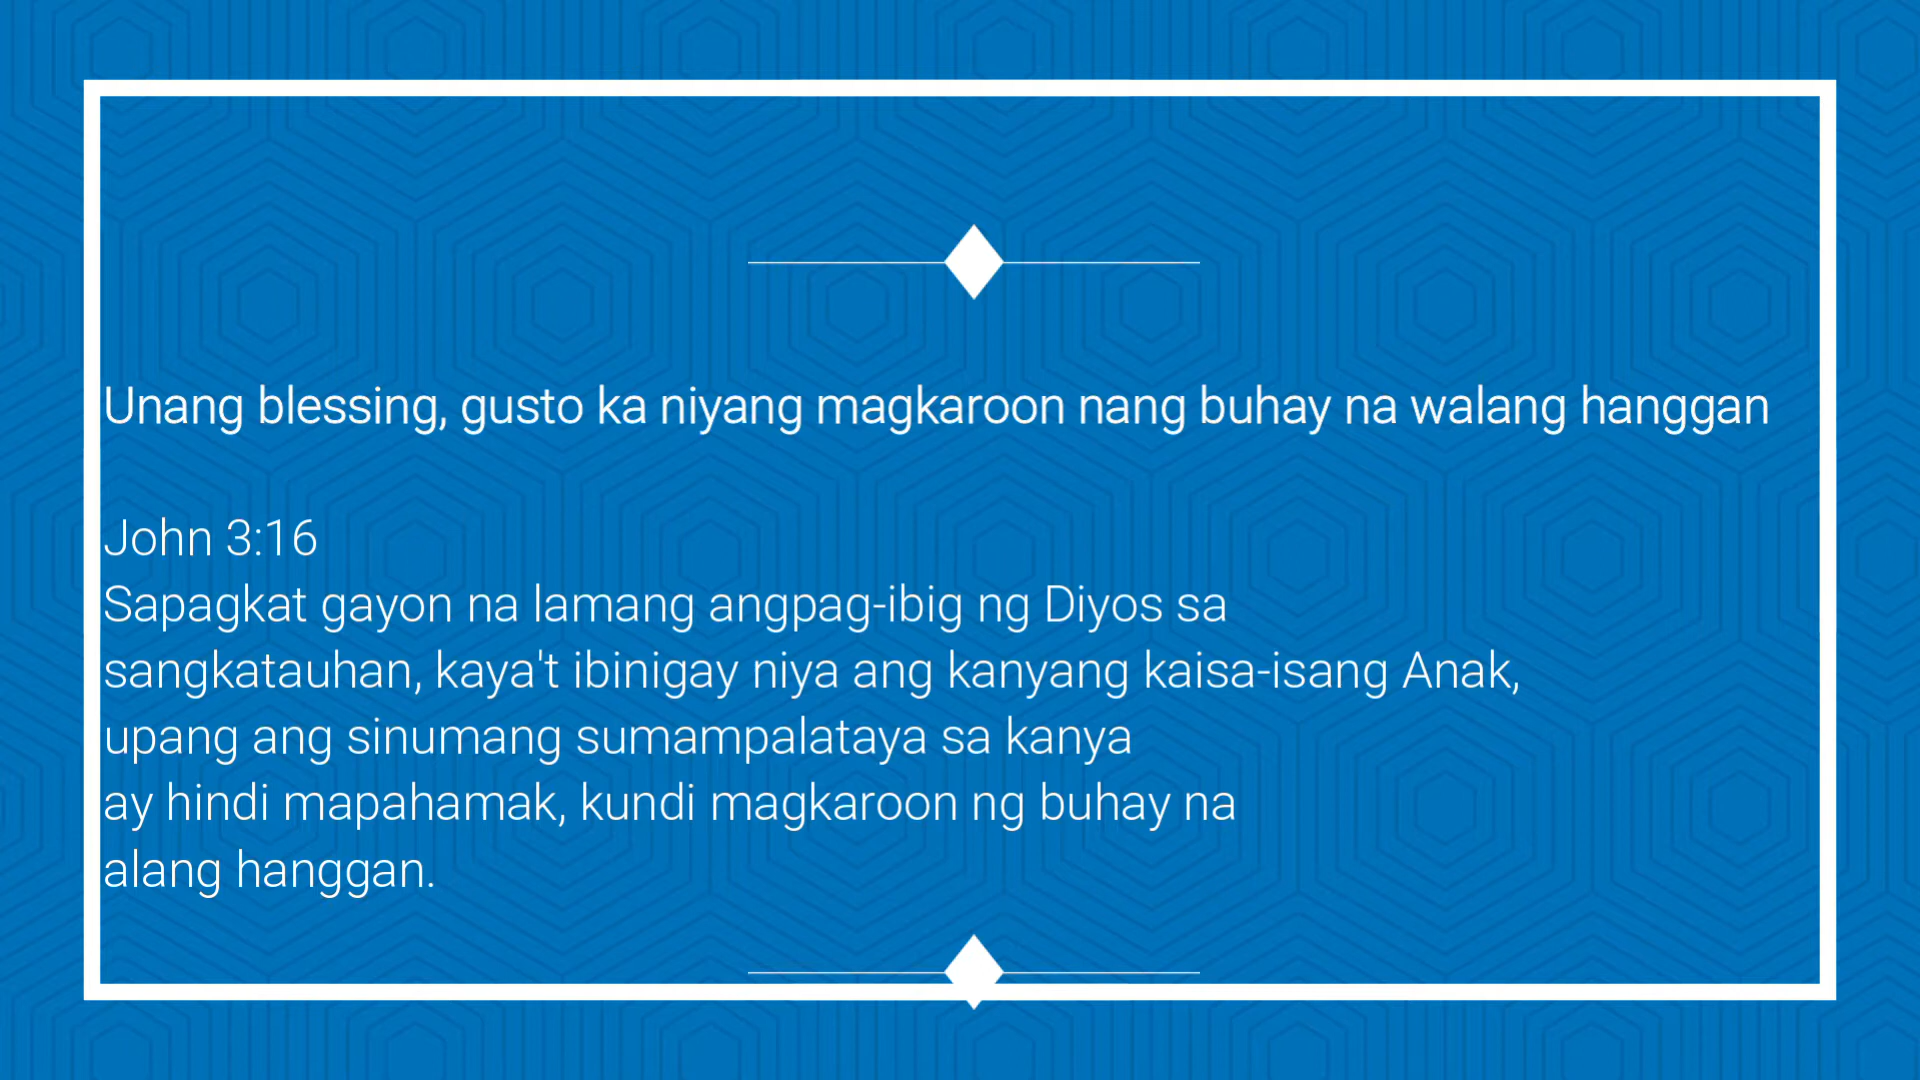 Unang blessing, gusto ka niyang magkaroon nang buhay na walang hanggan
John 3:16
Sapagkat gayon na lamang angpag-ibig ng Diyos sa
sangkatauhan, kaya't ibinigay niya ang kanyang kaisa-isang Anak,
upang ang sinumang sumampalataya sa kanya
ay hindi mapahamak, kundi magkaroon ng buhay na
alang hanggan.